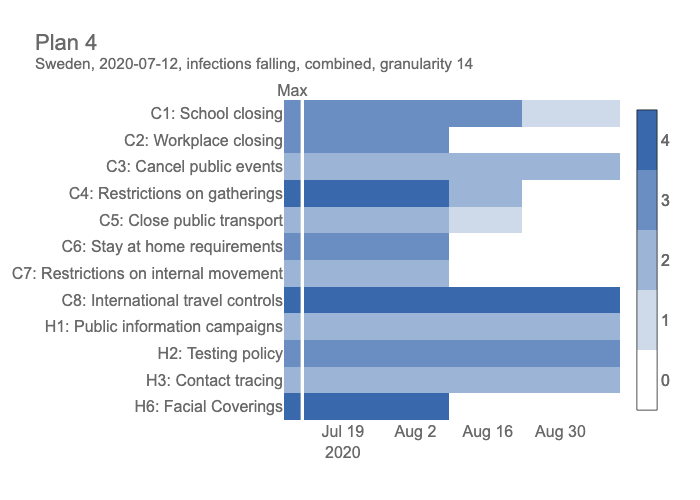 Plan 4
Sweden, 2020-07-12, infections falling, combined, granularity 14
Max
C1: School closing
C2: Workplace closing
C3: Cancel public events
C4: Restrictions on gatherings
C5: Close public transport
C6: Stay at home requirements
C7: Restrictions on internal movement
C8: International travel controls
H1: Public information campaigns
H2: Testing policy
H3: Contact tracing
H6: Facial Coverings
Jul 19 Aug 2 Aug 16 Aug 30
2020
4
3
2
1
0